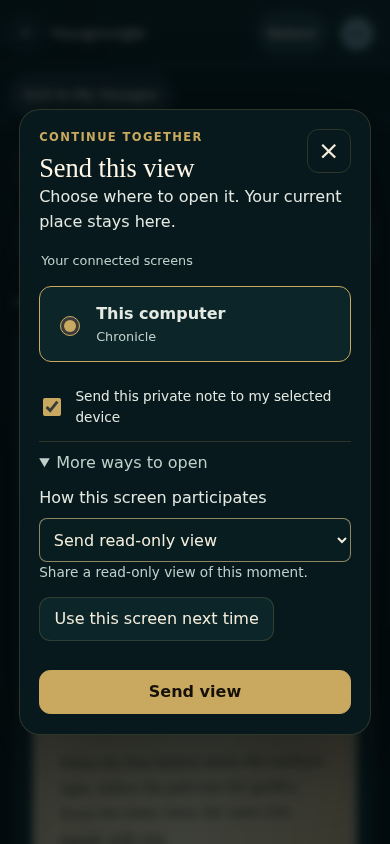 CONTINUE TOGETHER
Send this view
Choose where to open it. Your current
place stays here.
Your connected screens
This computer
Chronicle
Send this private note to my selected
device
More ways to open
How this screen participates
Send read-only view
Share a read-only view of this moment.
Use this screen next time
Send view